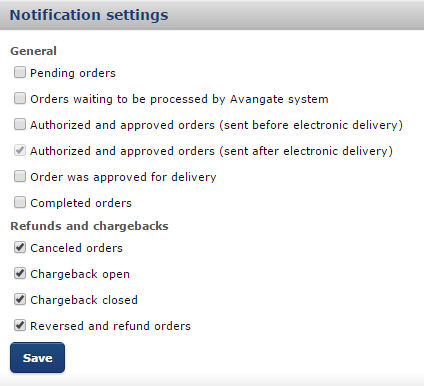 Notification settings
General
Pending orders
Orders waiting to be processed by Avangate system
Authorized and approved orders (sent before electronic delivery)
Authorized and approved orders (sent after electronic delivery)
Order was approved for delivery
Completed orders
Refunds and chargebacks
Canceled orders
Chargeback open
Chargeback closed
Reversed and refund orders
Save